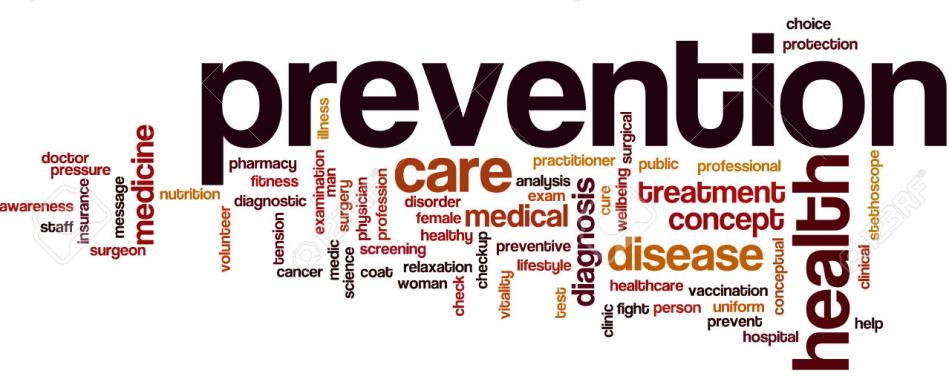 choice
protection
prevention
illness
doctor
pressure
insurance
message
medicine
awareness
staff
surgeon
nutrition
volunteer
pharmacy
fitness
diagnostic
tension
examination
man
surgery
physician
profession
care
disorder
female
medical
healthy
screening
cancer
medic
science
coat
relaxation
woman
check
checkup
practitioner
analysis
exam
preventive
lifestyle
vitality
test
diagnosis
cure
wellbeing
surgical
public
professional
treatment
concept
disease
healthcare
vaccination
clinic
fight
person
uniform
prevent
conceptual
hospital
health
help
clinical
stethoscope